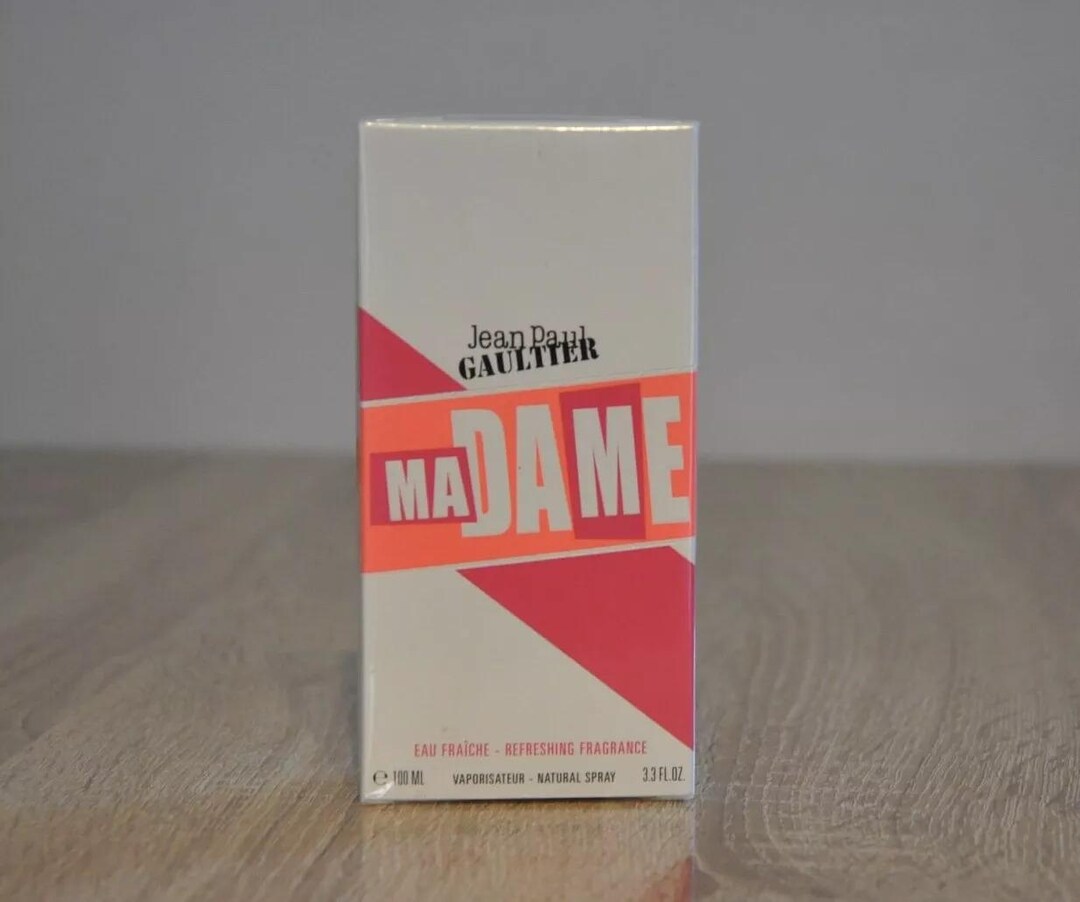 Jean Paul
GAULTIER
MADAME
EAU FRAÎCHE - REFRESHING FRAGRANCE
℮ 100 ML VAPORISATEUR - NATURAL SPRAY 3.3 FL.OZ.